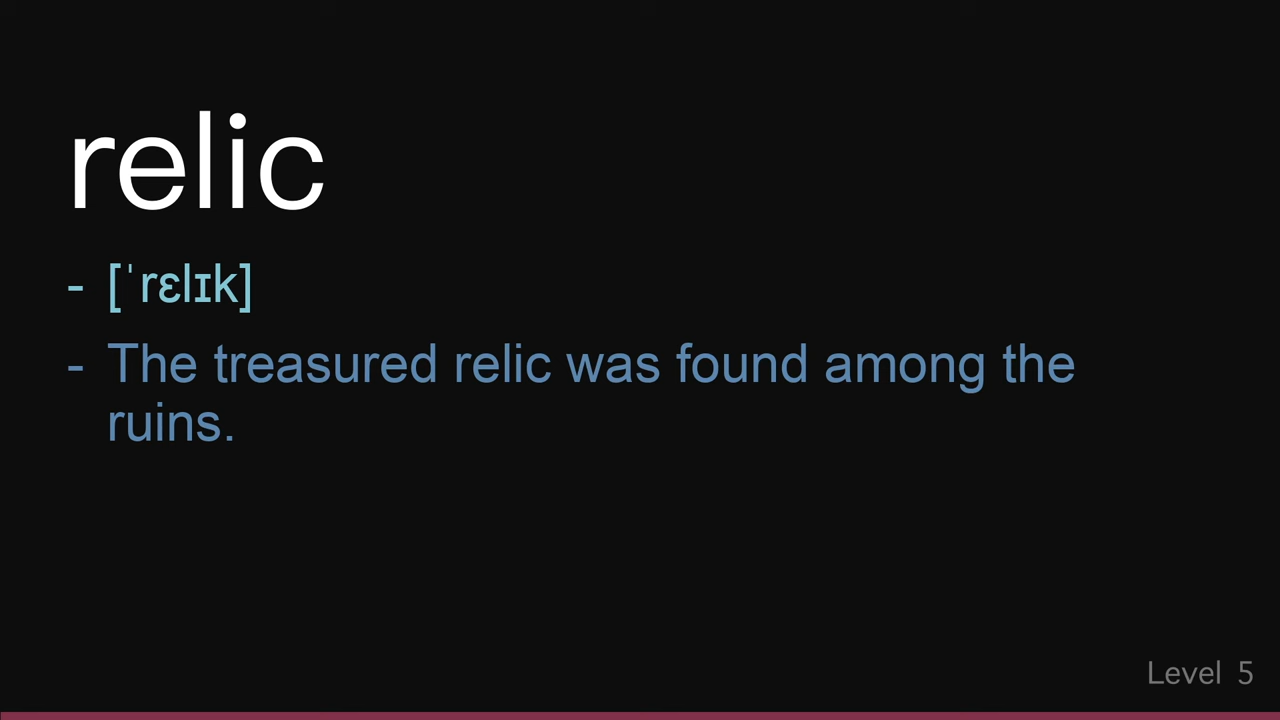 relic
- [ˈrɛlɪk]
- The treasured relic was found among the
ruins.
Level 5